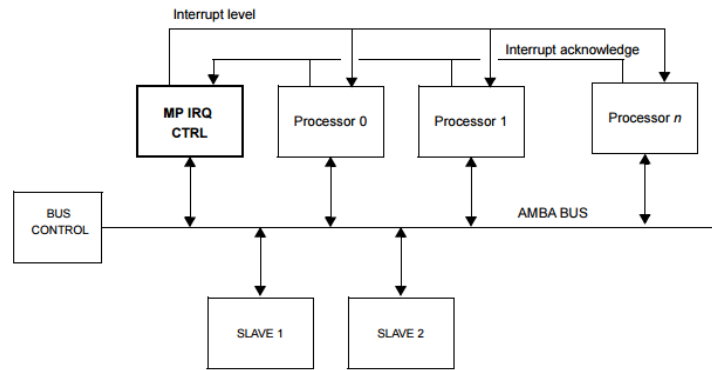 Interrupt level
Interrupt acknowledge
MP IRQ
CTRL
Processor 0
Processor 1
Processor n
BUS
CONTROL
AMBA BUS
SLAVE 1
SLAVE 2